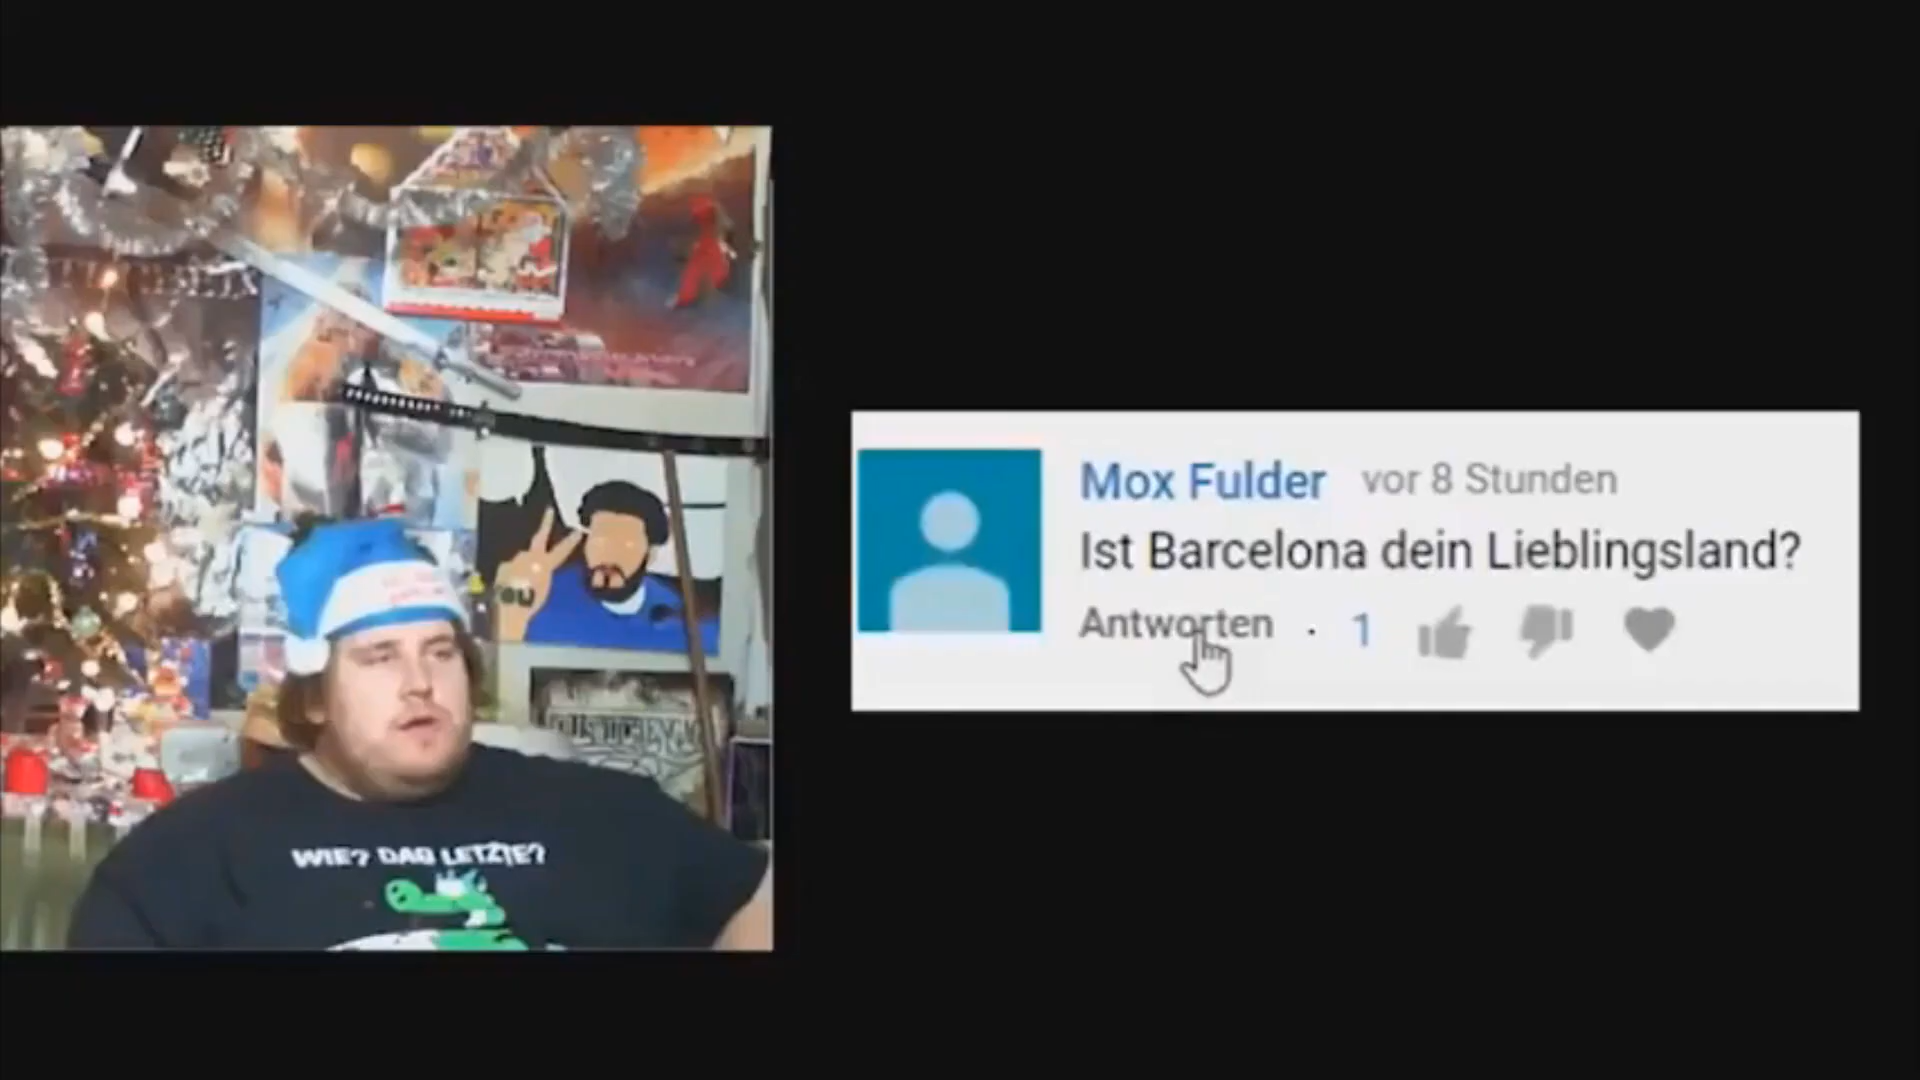 WIE? DAS LETZTE?
Mox Fulder vor 8 Stunden
Ist Barcelona dein Lieblingsland?
Antworten · 1